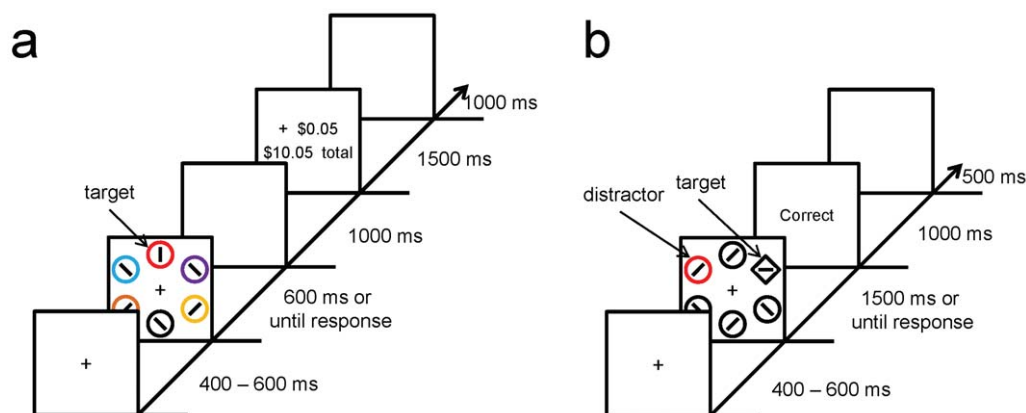 a
1000 ms
+ $0.05
$10.05 total
1500 ms
target
1000 ms
+
600 ms or
until response
+
400 – 600 ms
b
500 ms
target
distractor
Correct
1000 ms
+
1500 ms or
until response
+
400 – 600 ms